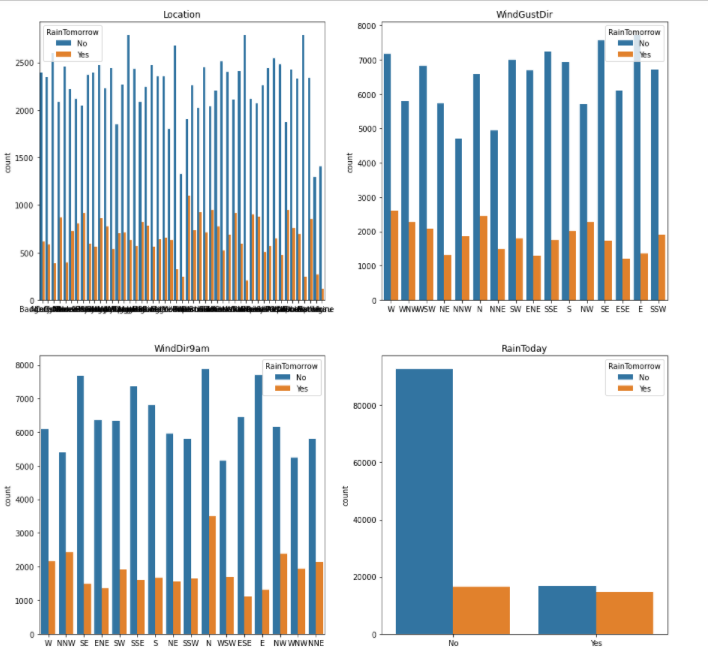 Location
WindGustDir
RainTomorrow
No
Yes
count
2500
2000
1500
1000
500
0
RainTomorrow
No
Yes
count
8000
7000
6000
5000
4000
3000
2000
1000
0
W WNW WSW NE NNW N NNE SW ENE SSE S NW SE ESE E SSW
WindDir9am
RainToday
RainTomorrow
No
Yes
count
8000
7000
6000
5000
4000
3000
2000
1000
0
W NNW SE ENE SW SSE S NE SSW N WSW ESE E NW WNW NNE
RainTomorrow
No
Yes
count
80000
60000
40000
20000
0
No Yes